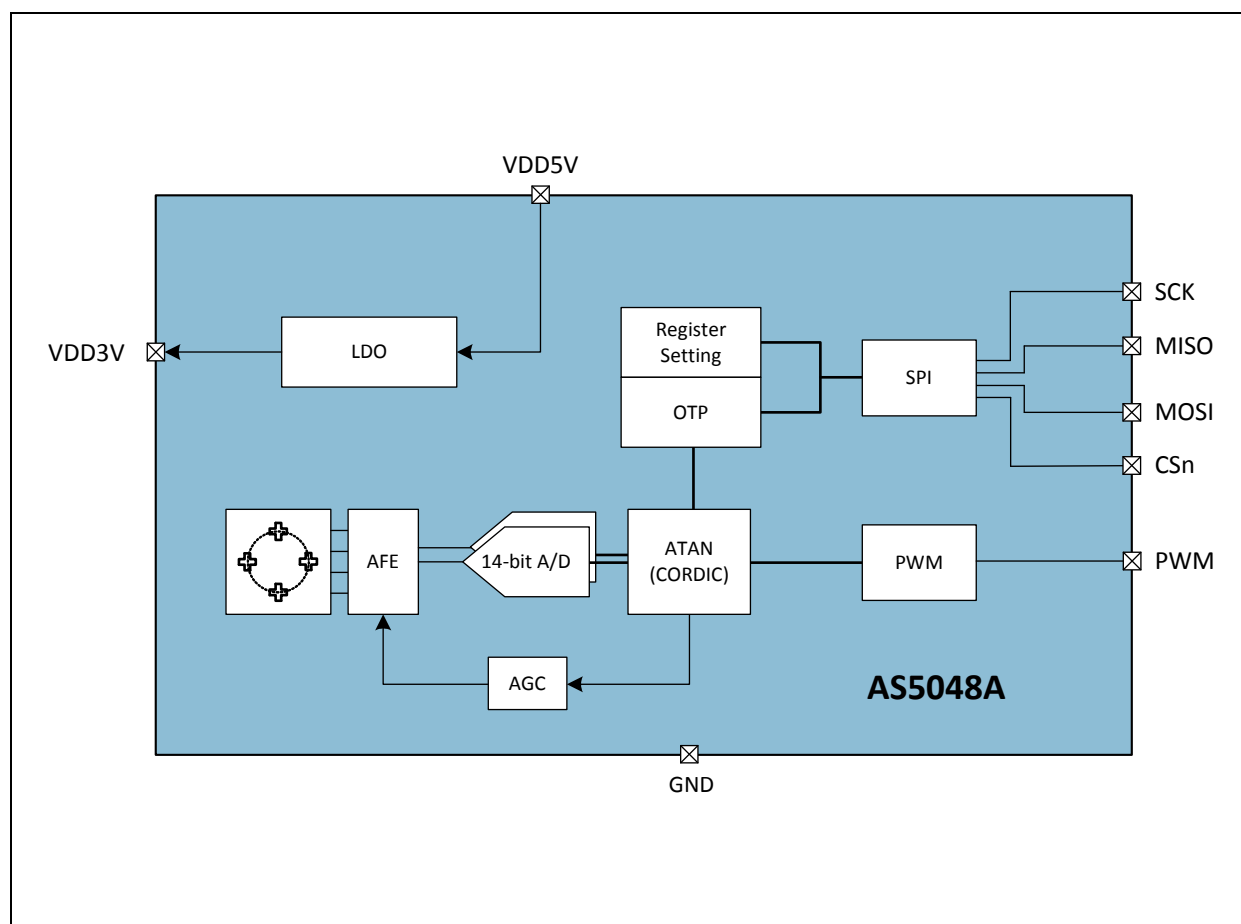 VDD5V
SCK
VDD3V
LDO
Register
Setting
SPI
MISO
OTP
MOSI
CSn
AFE
14-bit A/D
ATAN
(CORDIC)
PWM
PWM
AGC
AS5048A
GND